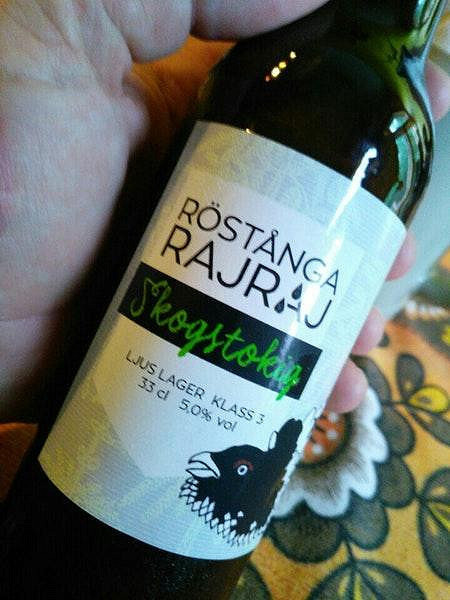 RÖSTÅNGA
RAJRAJ
Skogstokig
LJUS LAGER KLASS 3
33 cl 5,0% vol